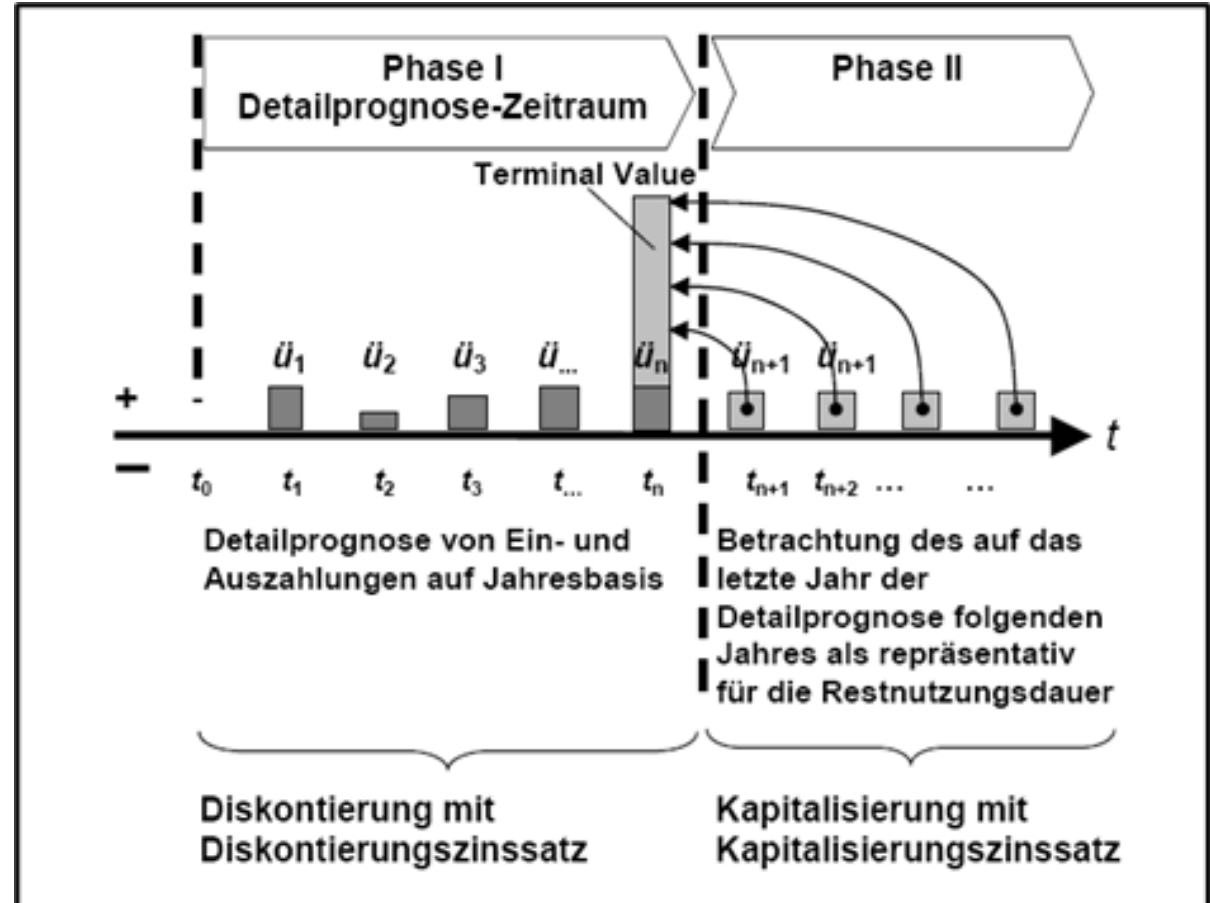 Phase I
Detailprognose-Zeitraum
Phase II
Terminal Value
ü₁ ü₂ ü₃ ü... üₙ üₙ₊₁ üₙ₊₁
+ -
t
–
t₀ t₁ t₂ t₃ t... tₙ tₙ₊₁ tₙ₊₂ ... ...
Detailprognose von Ein- und
Auszahlungen auf Jahresbasis
Betrachtung des auf das
letzte Jahr der
Detailprognose folgenden
Jahres als repräsentativ
für die Restnutzungsdauer
Diskontierung mit
Diskontierungszinssatz
Kapitalisierung mit
Kapitalisierungszinssatz